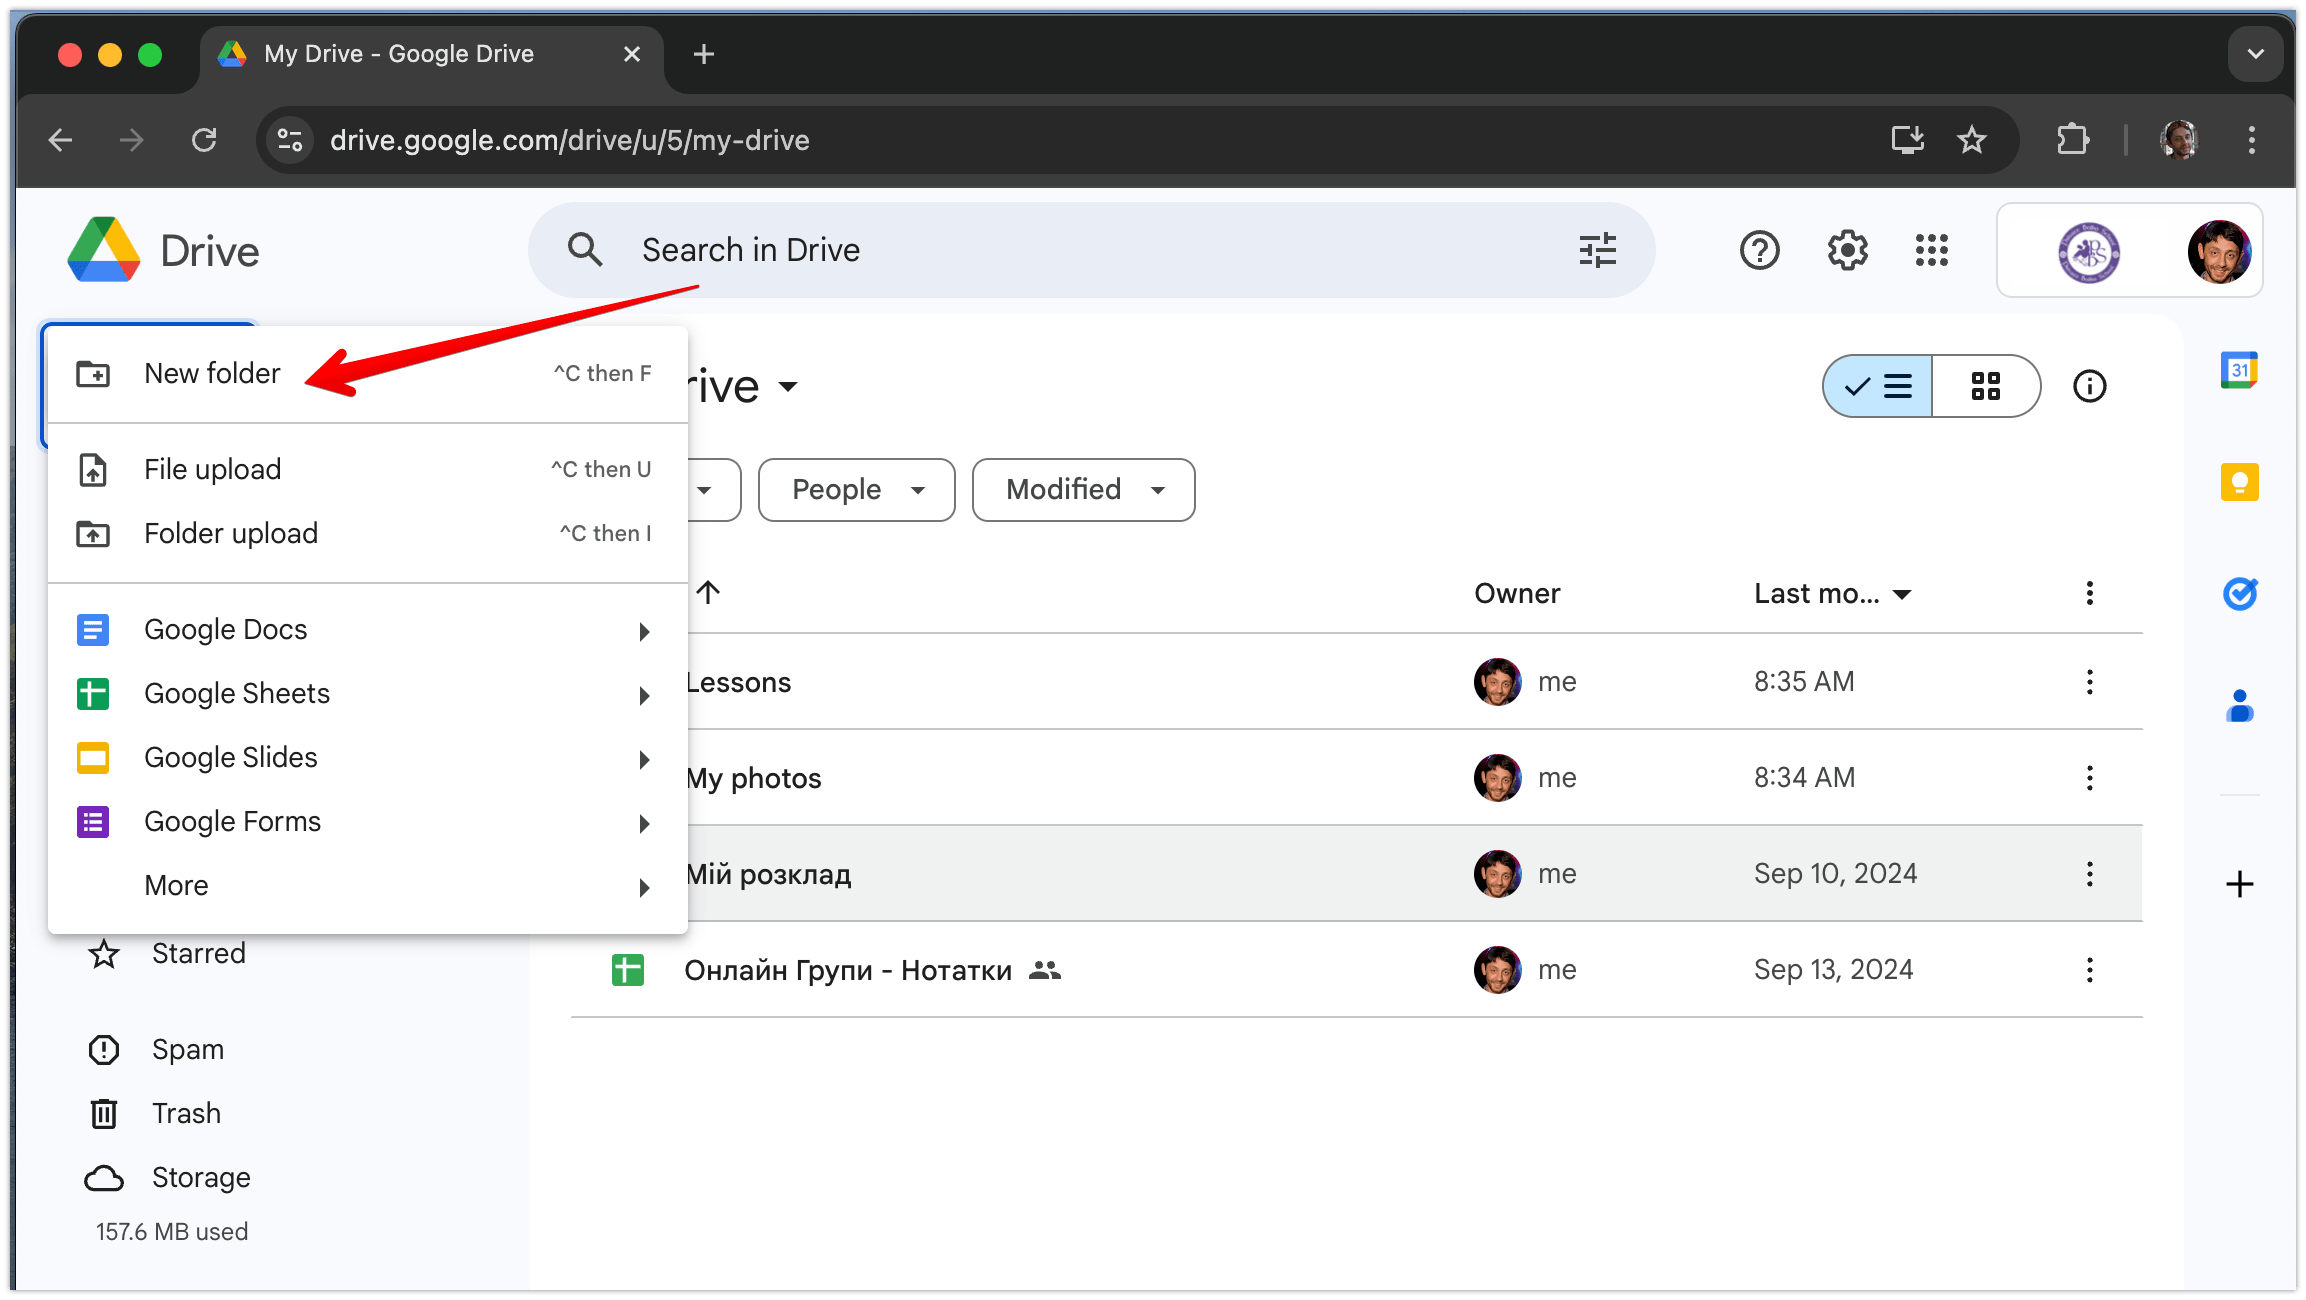 My Drive - Google Drive
drive.google.com/drive/u/5/my-drive
Drive
Search in Drive
New folder ^C then F
rive
File upload ^C then U
People
Modified
Folder upload ^C then I
Owner
Last mo...
Google Docs
Google Sheets
Google Slides
Google Forms
More
Lessons me 8:35 AM
My photos me 8:34 AM
Мій розклад me Sep 10, 2024
Онлайн Групи - Нотатки me Sep 13, 2024
Starred
Spam
Trash
Storage
157.6 MB used
31